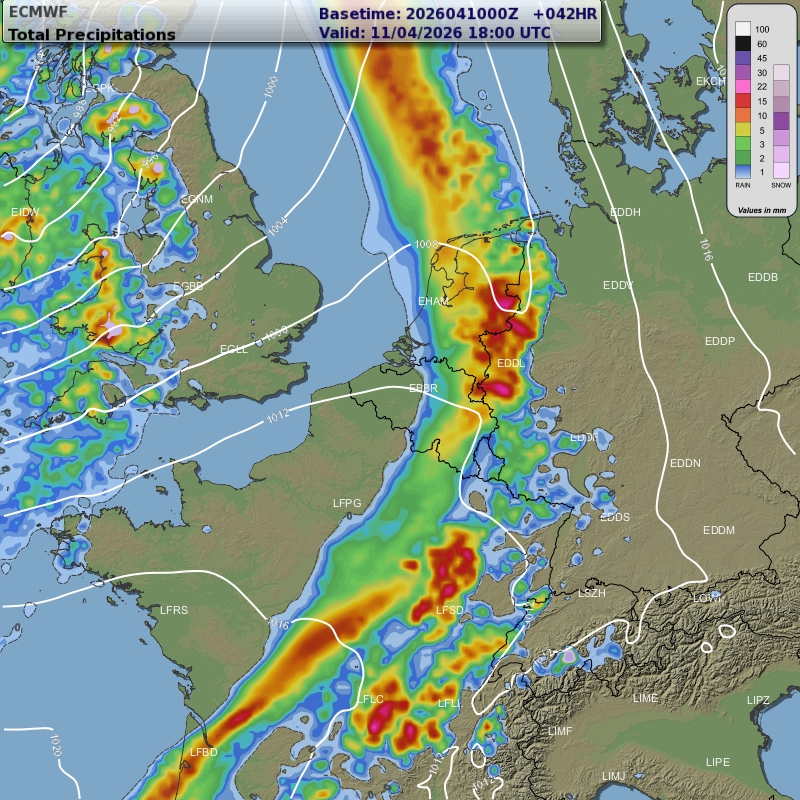 ECMWF
Basetime: 2026041000Z +042HR
Total Precipitations
Valid: 11/04/2026 18:00 UTC
100
60
45
30
22
15
10
5
3
2
1
RAIN SNOW
Values in mm
EGPK
EKCH
1000
996
EGNM
EIDW
EDDH
1004
1008
1016
EDDB
EGBB
EDDV
EHAM
1008
EGLL
EDDP
EDDL
EBBR
1012
EDDF
EDDN
LFPG
EDDS
EDDM
LSZH
LOWI
LFRS
LFSD
1016
LIME
LFLC
LFLL
LIPZ
LIMF
1020
LFBD
LIPE
1012
LIMJ
1012